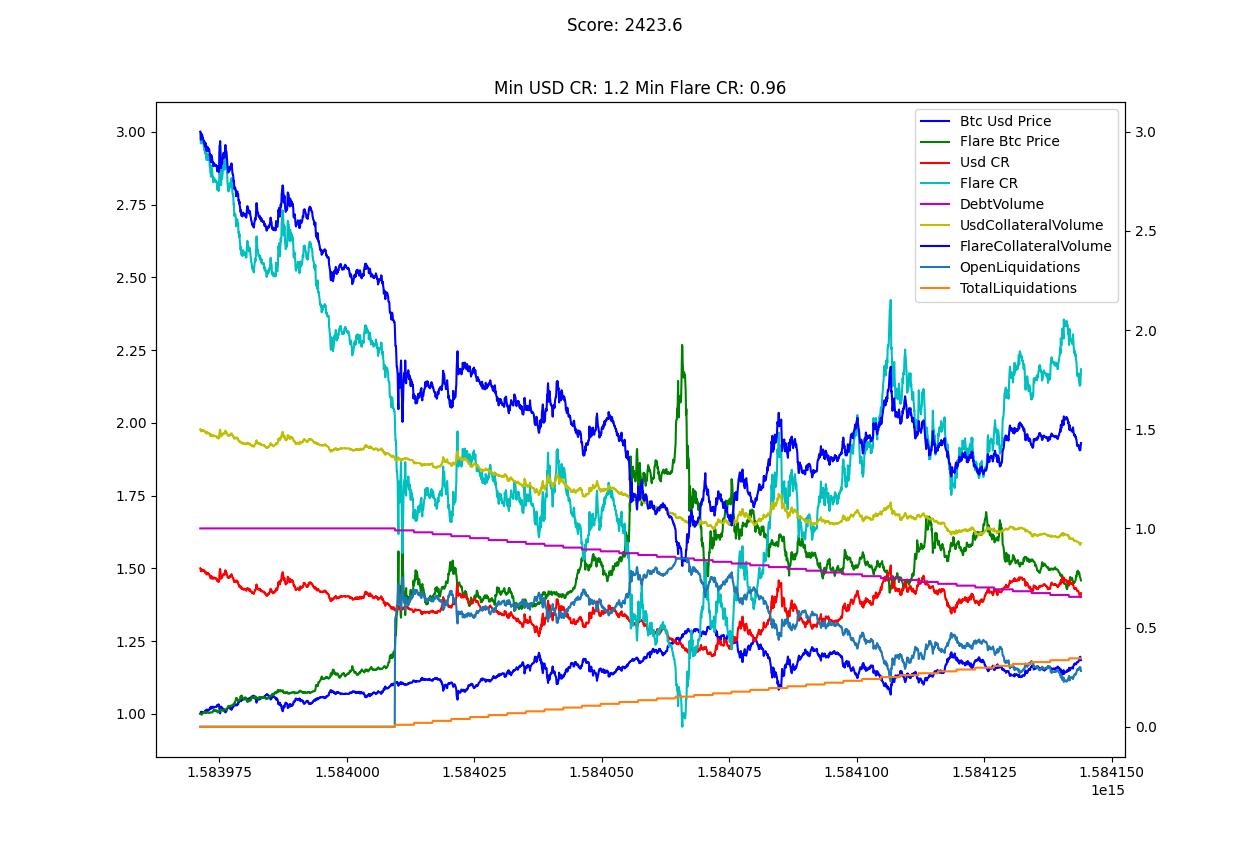 Score: 2423.6
Min USD CR: 1.2 Min Flare CR: 0.96
3.00
2.75
2.50
2.25
2.00
1.75
1.50
1.25
1.00
Btc Usd Price
Flare Btc Price
Usd CR
Flare CR
DebtVolume
UsdCollateralVolume
FlareCollateralVolume
OpenLiquidations
TotalLiquidations
3.0
2.5
2.0
1.5
1.0
0.5
0.0
1.583975 1.584000 1.584025 1.584050 1.584075 1.584100 1.584125 1.584150
1e15